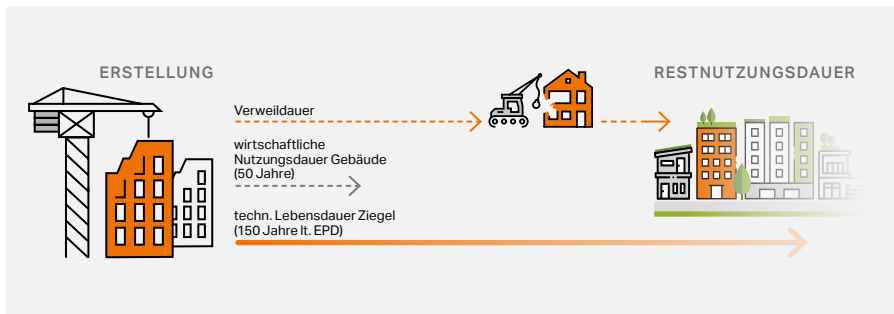 ERSTELLUNG
RESTNUTZUNGSDAUER
Verweildauer
wirtschaftliche
Nutzungsdauer Gebäude
(50 Jahre)
techn. Lebensdauer Ziegel
(150 Jahre lt. EPD)